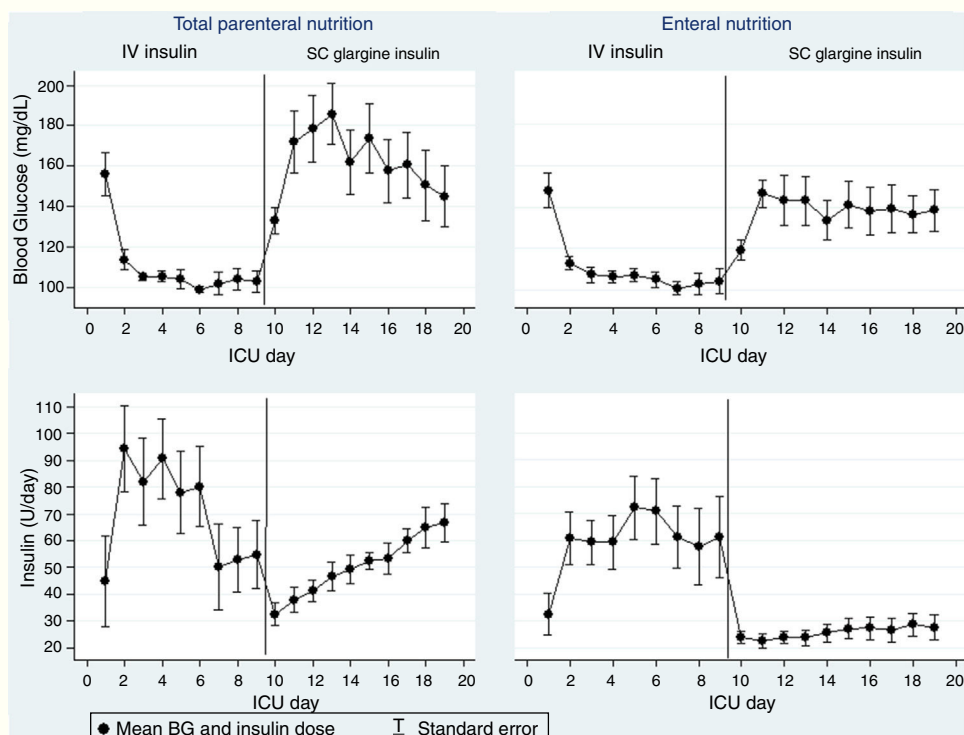 Total parenteral nutrition
Enteral nutrition
IV insulin
SC glargine insulin
IV insulin
SC glargine insulin
Blood Glucose (mg/dL)
200
180
160
140
120
100
0 2 4 6 8 10 12 14 16 18 20
ICU day
0 2 4 6 8 10 12 14 16 18 20
ICU day
Insulin (U/day)
110
100
90
80
70
60
50
40
30
20
0 2 4 6 8 10 12 14 16 18 20
ICU day
0 2 4 6 8 10 12 14 16 18 20
ICU day
Mean BG and insulin dose
Standard error